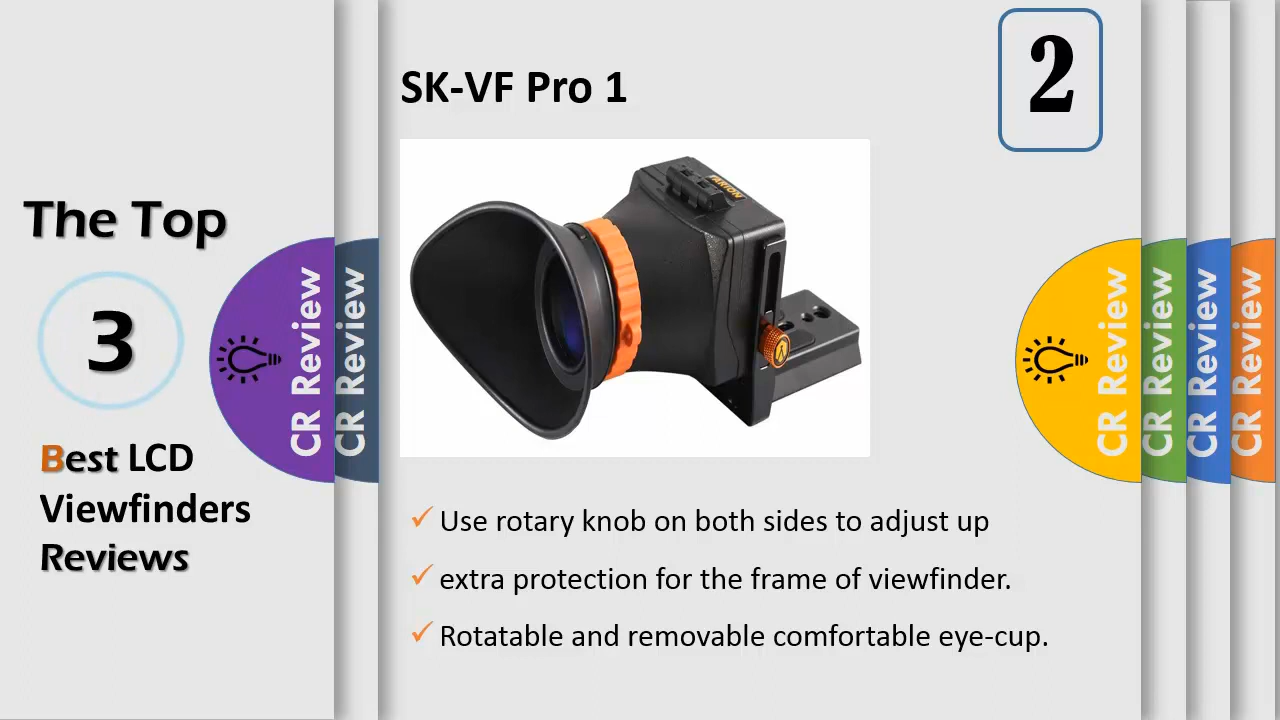 The Top
3
Best LCD
Viewfinders
Reviews
CR Review
CR Review
SK-VF Pro 1
2
FARION
Use rotary knob on both sides to adjust up
extra protection for the frame of viewfinder.
Rotatable and removable comfortable eye-cup.
CR Review
CR Review
CR Review
CR Review